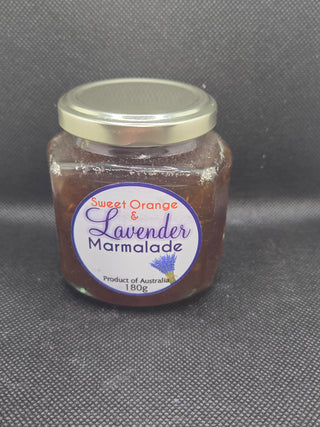 Sweet Orange
&
Lavender
Marmalade
Product of Australia
180g